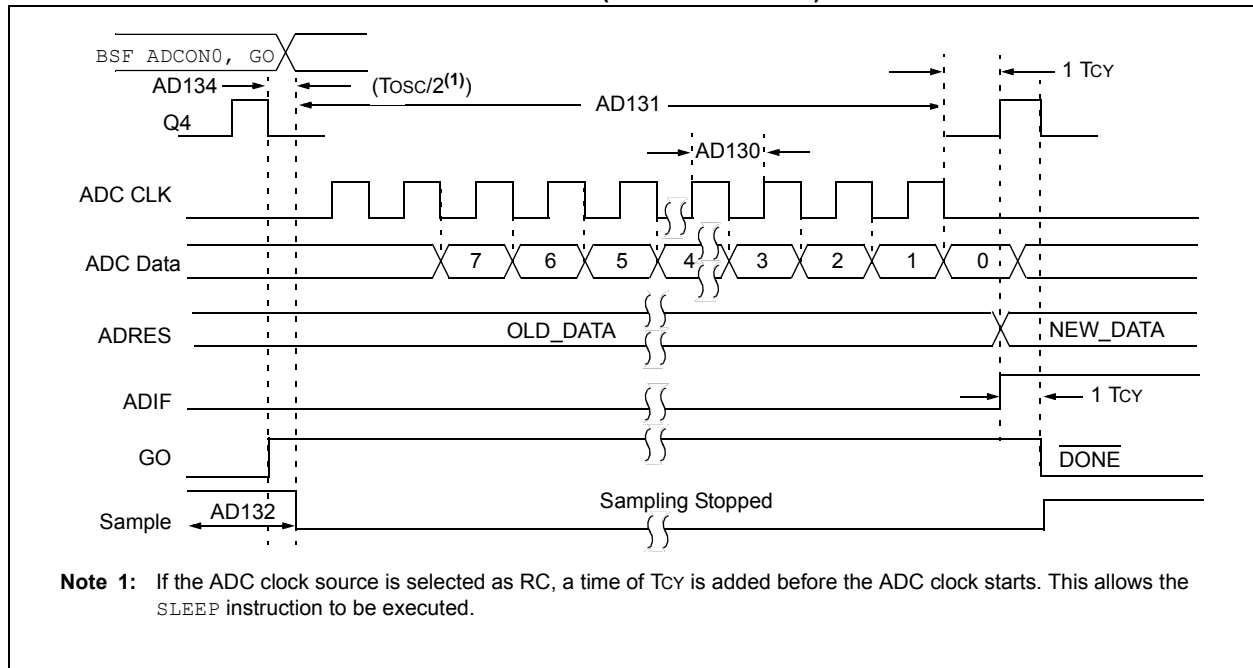 BSF ADCON0, GO
AD134
(TOSC/2(1))
1 TCY
AD131
Q4
AD130
ADC CLK
ADC Data
7 6 5 4 3 2 1 0
ADRES
OLD_DATA
NEW_DATA
ADIF
1 TCY
GO
DONE
Sampling Stopped
Sample
AD132
Note 1: If the ADC clock source is selected as RC, a time of TCY is added before the ADC clock starts. This allows the
SLEEP instruction to be executed.